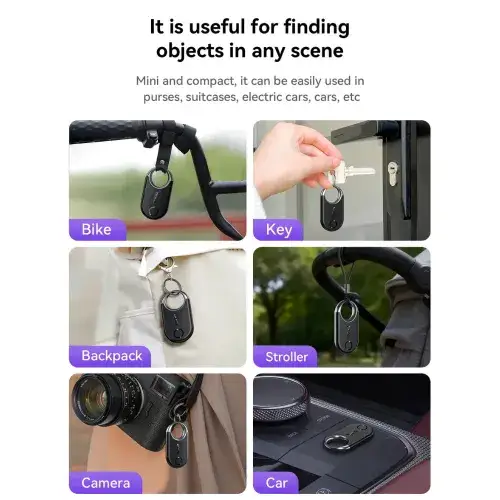 It is useful for finding
objects in any scene
Mini and compact, it can be easily used in
purses, suitcases, electric cars, cars, etc
Bike
Key
Backpack
Stroller
Camera
Car